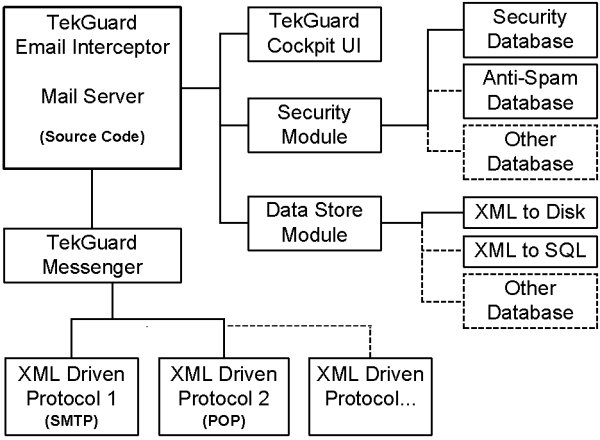 TekGuard
Email Interceptor
Mail Server
(Source Code)
TekGuard
Cockpit UI
Security
Module
Data Store
Module
Security
Database
Anti-Spam
Database
Other
Database
XML to Disk
XML to SQL
Other
Database
TekGuard
Messenger
XML Driven
Protocol 1
(SMTP)
XML Driven
Protocol 2
(POP)
XML Driven
Protocol...